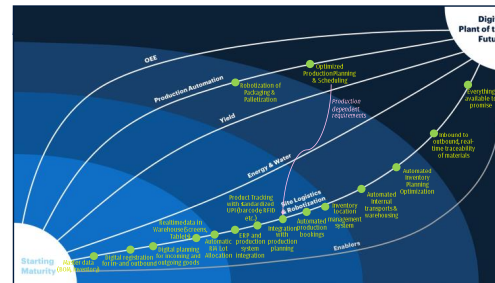 Digi
Plant of t
Futu
OEE
Optimized
Production Planning
& Scheduling
Production Automation
Robotization of
Packaging &
Palletization
Everything
available to
promise
Production
dependent
requirements
Yield
Inbound to
outbound, real-
time traceability
of materials
Energy & Water
Automated
Inventory
Planning
Optimization
Product Tracking
with standardized
UPI (barcode RFID
etc.)
Site Logistics
& Robotization
Automated
Internal
transports &
warehousing
Realtime data in
Warehouse (Screen,
Tablets)
Inventory
location
management
system
Automated
production
bookings
Integration
with
production
planning
ERP and
production
system
integration
Automatic
RM Lot
Allocation
Enablers
Digital planning
for incoming and
outgoing goods
Digital registration
for in- and outbound
Starting
Maturity
Master data